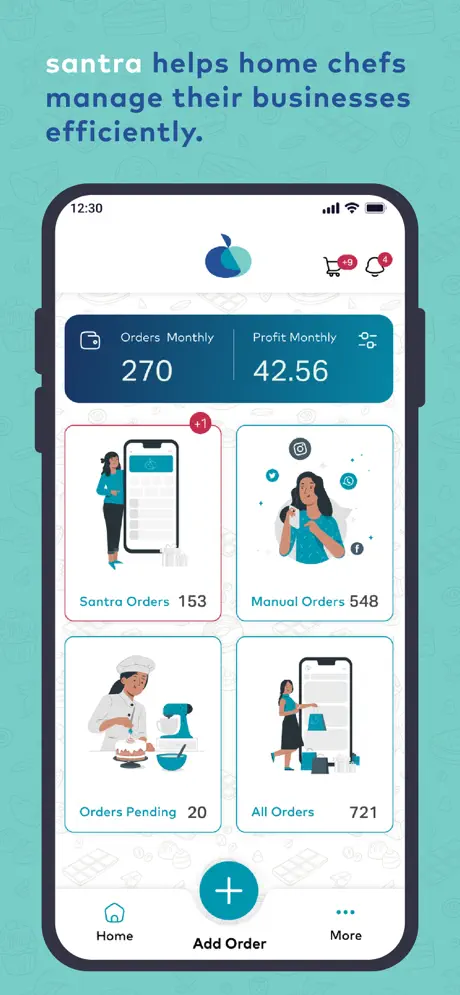 santra helps home chefs
manage their businesses
efficiently.
12:30
+9
4
Orders Monthly
270
Profit Monthly
42.56
+1
Santra Orders 153
Manual Orders 548
Orders Pending 20
All Orders 721
Home
Add Order
More